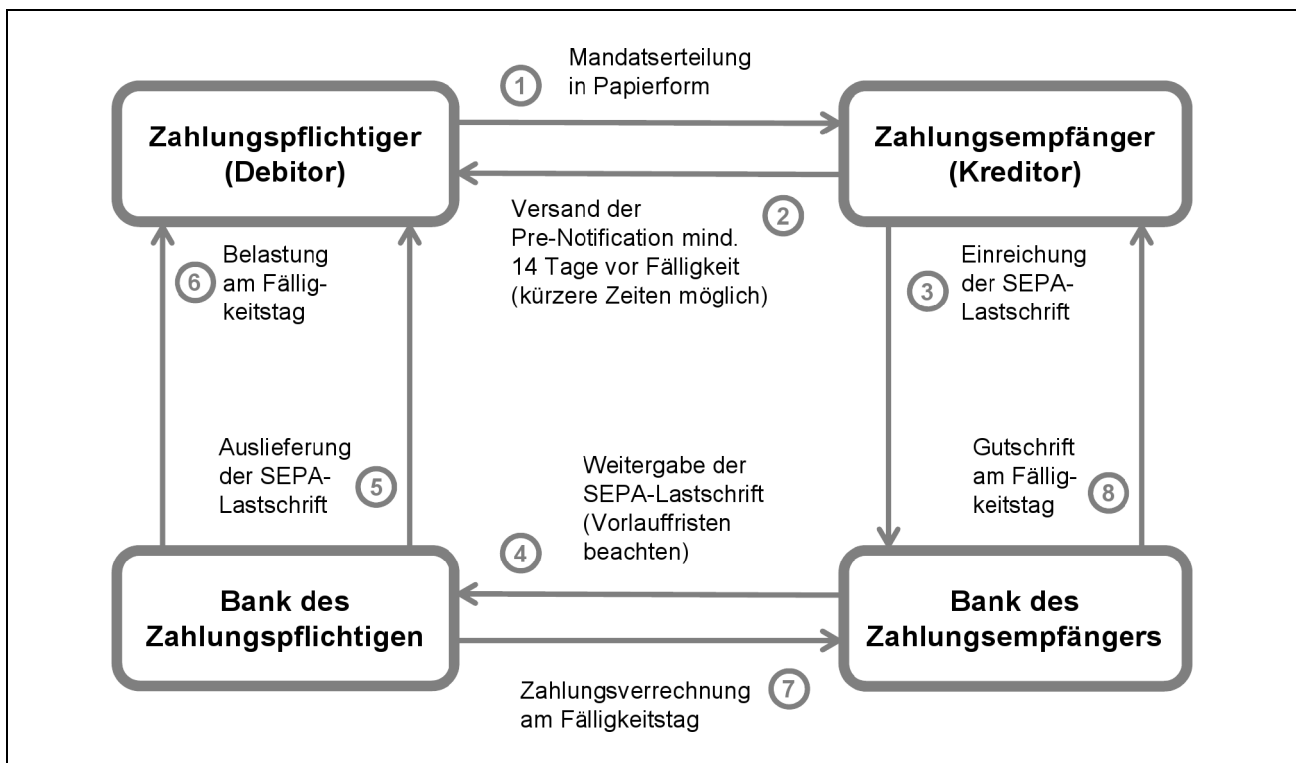 Mandatserteilung
in Papierform
1
Zahlungspflichtiger
(Debitor)
Zahlungsempfänger
(Kreditor)
Versand der
Pre-Notification mind.
14 Tage vor Fälligkeit
(kürzere Zeiten möglich)
2
6
Belastung
am Fällig-
keitstag
3
Einreichung
der SEPA-
Lastschrift
Auslieferung
der SEPA-
Lastschrift
5
Weitergabe der
SEPA-Lastschrift
(Vorlauffristen
beachten)
4
Gutschrift
am Fällig-
keitstag
8
Bank des
Zahlungspflichtigen
Bank des
Zahlungsempfängers
Zahlungsverrechnung
am Fälligkeitstag
7